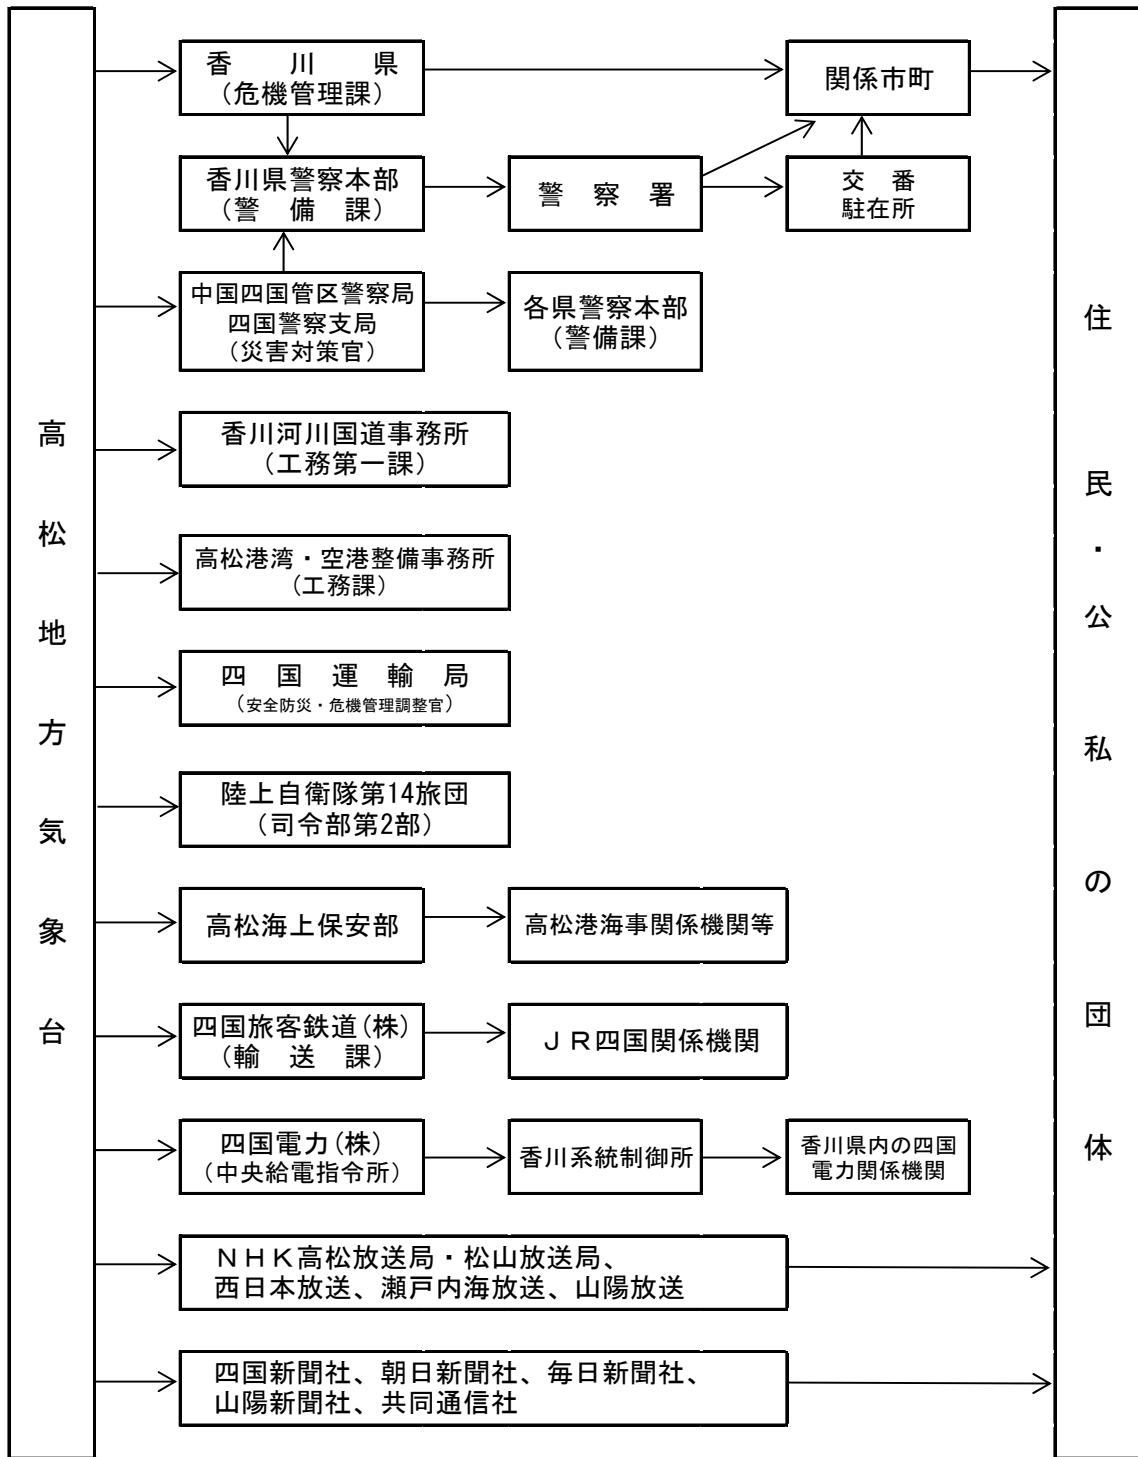 高松地方気象台
香川県
（危機管理課）
関係市町
香川県警察本部
（警備課）
警察署
交番
駐在所
中国四国管区警察局
四国警察支局
（災害対策官）
各県警察本部
（警備課）
香川河川国道事務所
（工務第一課）
高松港湾・空港整備事務所
（工務課）
四国運輸局
（安全防災・危機管理調整官）
陸上自衛隊第14旅団
（司令部第2部）
高松海上保安部
高松港海事関係機関等
四国旅客鉄道(株)
（輸送課）
ＪＲ四国関係機関
四国電力(株)
（中央給電指令所）
香川系統制御所
香川県内の四国
電力関係機関
ＮＨＫ高松放送局・松山放送局、
西日本放送、瀬戸内海放送、山陽放送
四国新聞社、朝日新聞社、毎日新聞社、
山陽新聞社、共同通信社
住民・公私の団体